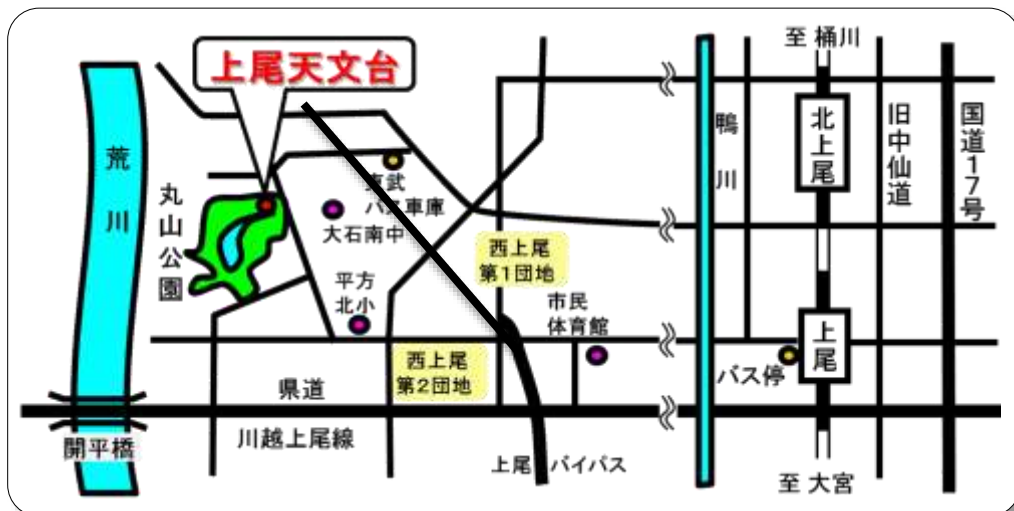 上尾天文台
荒川
丸山公園
東武
バス車庫
大石南中
平方
北小
西上尾
第1団地
西上尾
第2団地
市民
体育館
県道
川越上尾線
開平橋
上尾バイパス
鴨川
バス停
至 桶川
北上尾
上尾
至 大宮
旧中仙道
国道17号